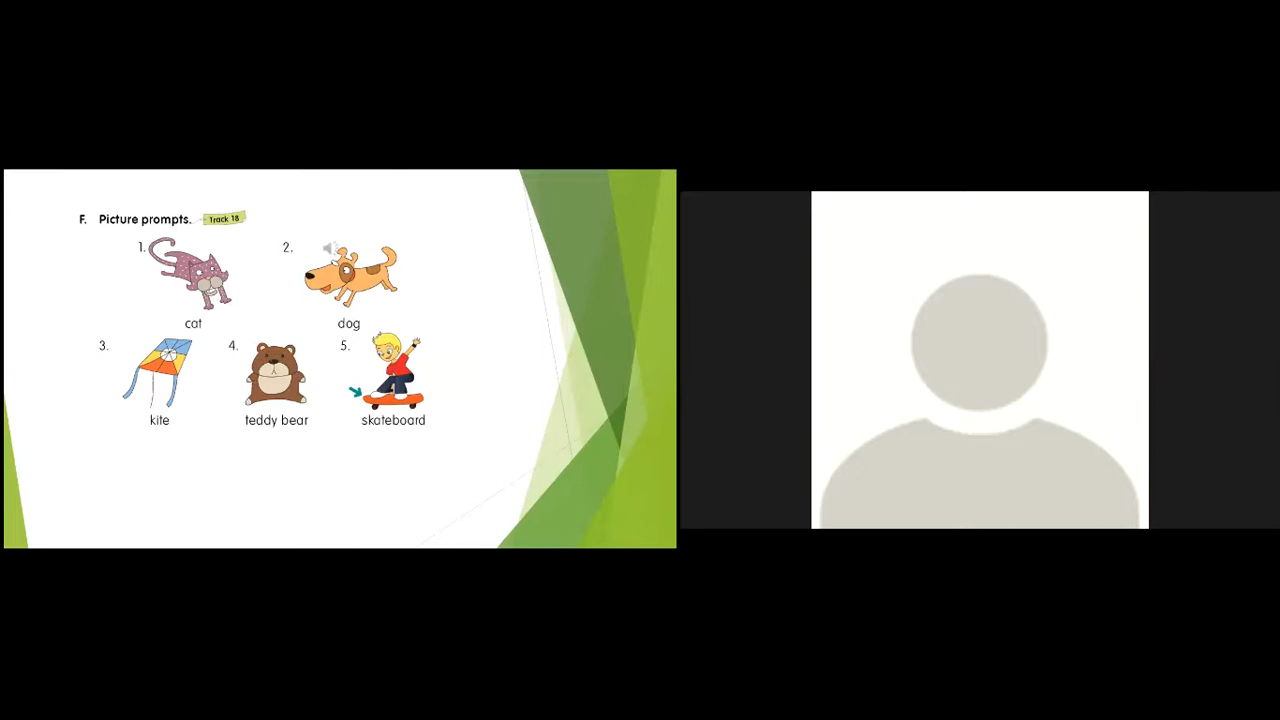 F. Picture prompts. Track 18
1. 2.
cat dog
3. 4. 5.
kite teddy bear skateboard